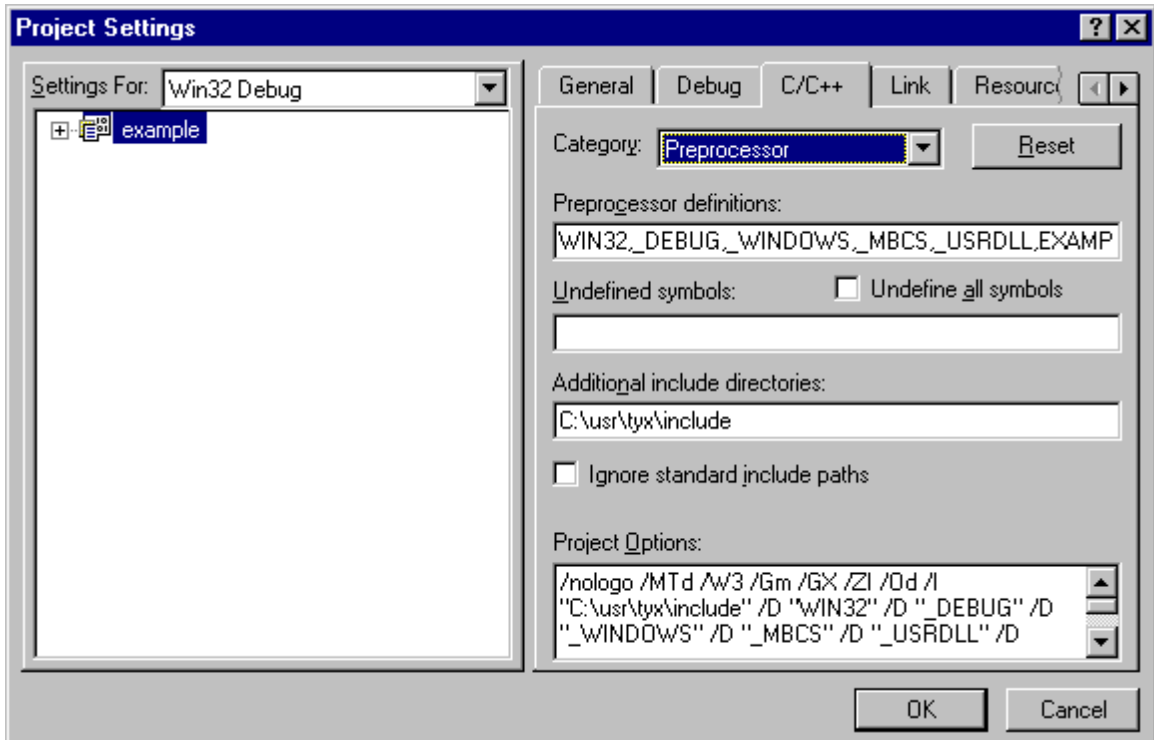 Project Settings
Settings For: Win32 Debug
example
General Debug C/C++ Link Resourc
Category: Preprocessor Reset
Preprocessor definitions:
WIN32,_DEBUG,_WINDOWS,_MBCS,_USRDLL,EXAMP
Undefined symbols: Undefine all symbols
Additional include directories:
C:\usr\tyx\include
Ignore standard include paths
Project Options:
/nologo /MTd /W3 /Gm /GX /ZI /Od /I
"C:\usr\tyx\include" /D "WIN32" /D "_DEBUG" /D
"_WINDOWS" /D "_MBCS" /D "_USRDLL" /D
OK Cancel